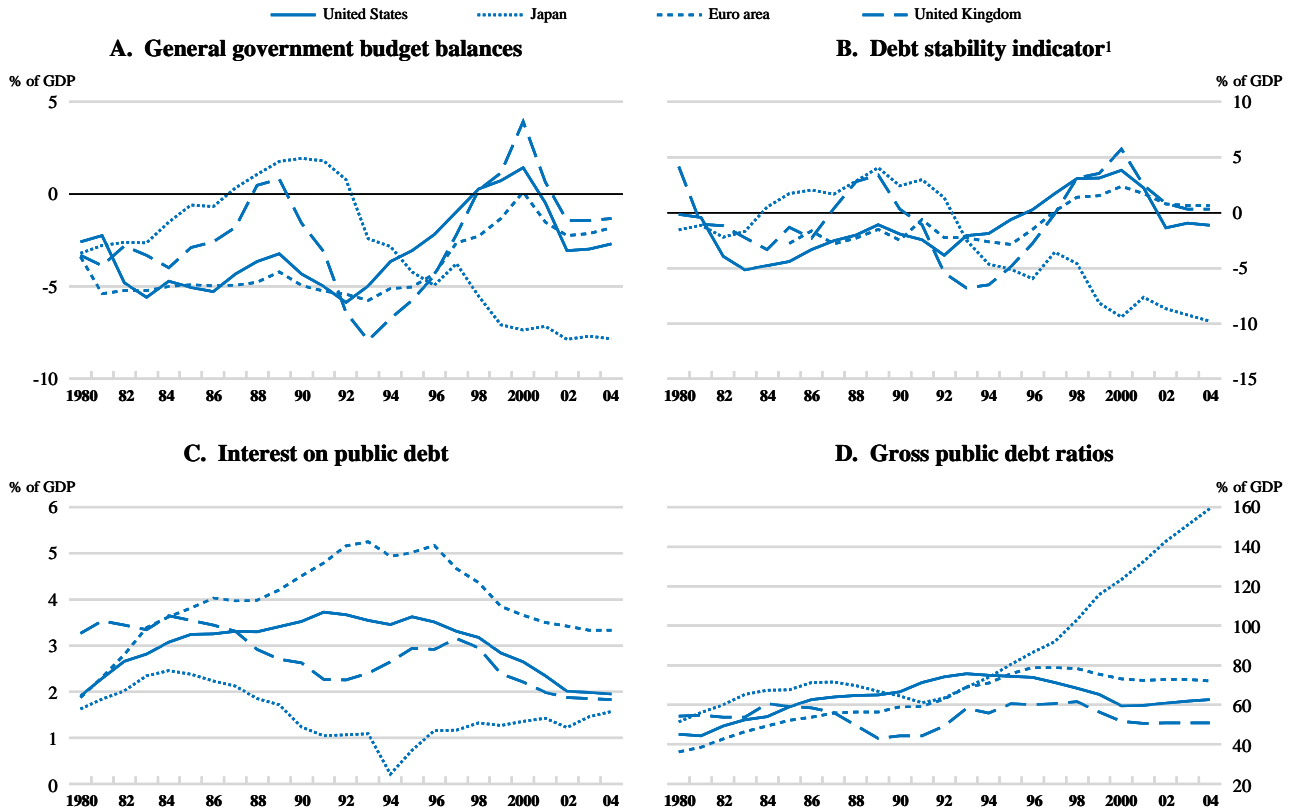 United States Japan Euro area United Kingdom
A. General government budget balances
% of GDP
5
0
-5
-10
1980 82 84 86 88 90 92 94 96 98 2000 02 04
B. Debt stability indicator¹
% of GDP
10
5
0
-5
-10
-15
1980 82 84 86 88 90 92 94 96 98 2000 02 04
C. Interest on public debt
% of GDP
6
5
4
3
2
1
0
1980 82 84 86 88 90 92 94 96 98 2000 02 04
D. Gross public debt ratios
% of GDP
160
140
120
100
80
60
40
20
1980 82 84 86 88 90 92 94 96 98 2000 02 04